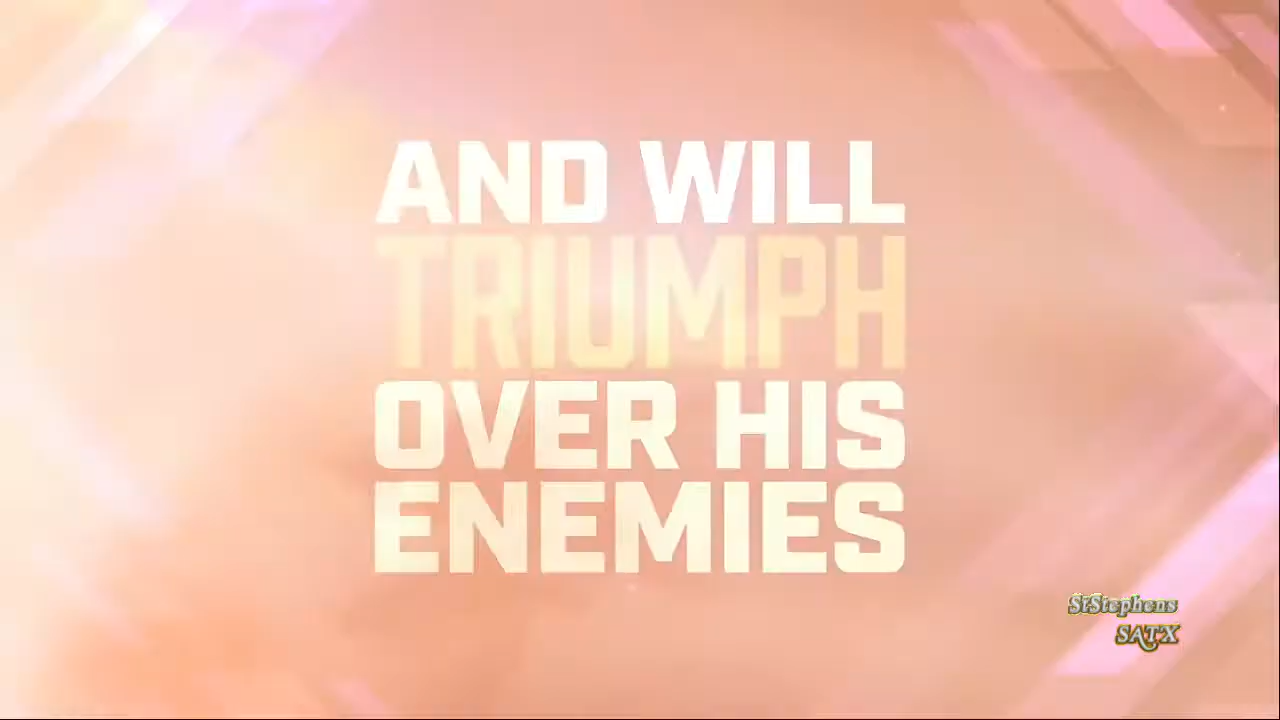 AND WILL
TRIUMPH
OVER HIS
ENEMIES
StStephens
SATX